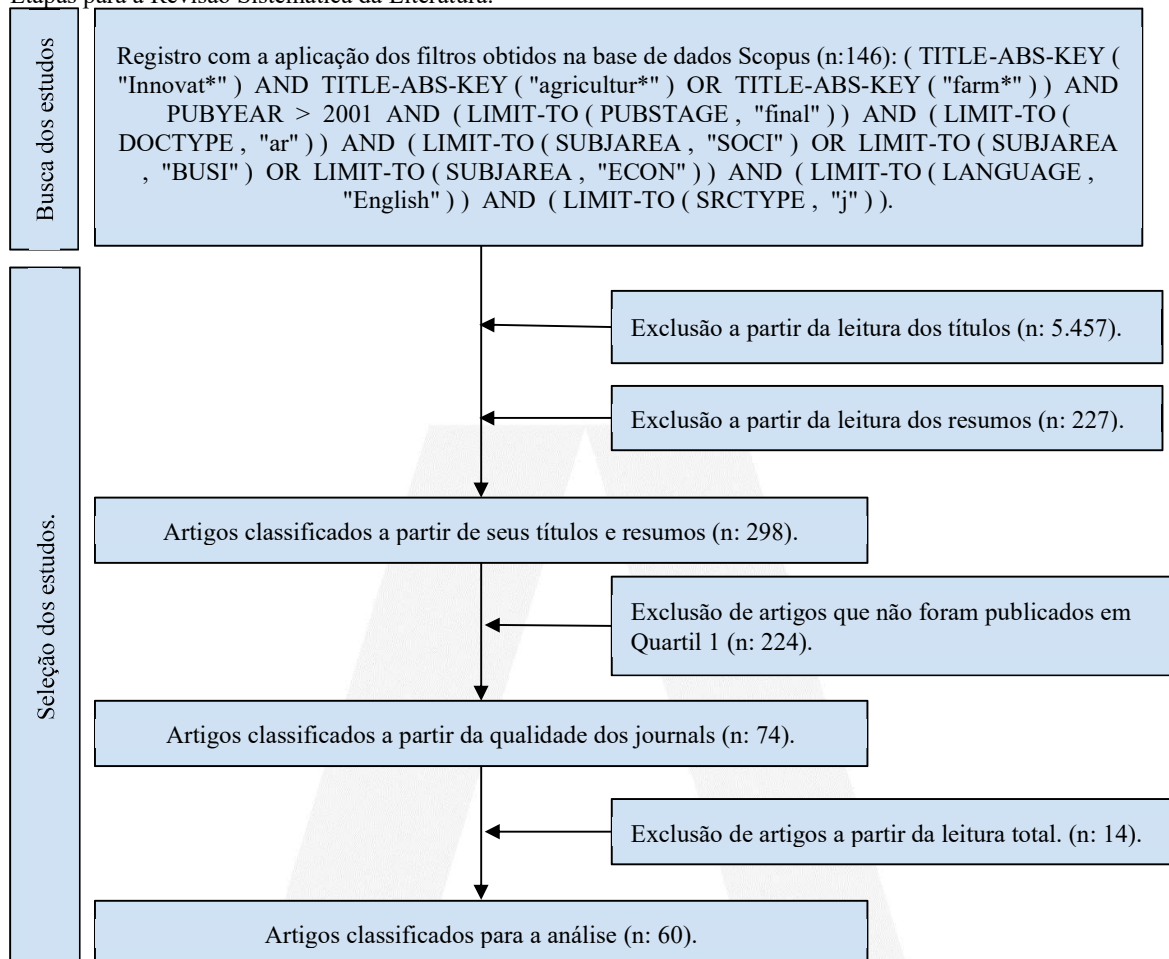 Etapas para a Revisão Sistemática da Literatura.
Busca dos estudos
Registro com a aplicação dos filtros obtidos na base de dados Scopus (n:146): ( TITLE-ABS-KEY (
"Innovat*" ) AND TITLE-ABS-KEY ( "agricultur*" ) OR TITLE-ABS-KEY ( "farm*" ) ) AND
PUBYEAR > 2001 AND ( LIMIT-TO ( PUBSTAGE , "final" ) ) AND ( LIMIT-TO (
DOCTYPE , "ar" ) ) AND ( LIMIT-TO ( SUBJAREA , "SOCI" ) OR LIMIT-TO ( SUBJAREA
, "BUSI" ) OR LIMIT-TO ( SUBJAREA , "ECON" ) ) AND ( LIMIT-TO ( LANGUAGE ,
"English" ) ) AND ( LIMIT-TO ( SRCTYPE , "j" ) ).
Seleção dos estudos.
Exclusão a partir da leitura dos títulos (n: 5.457).
Exclusão a partir da leitura dos resumos (n: 227).
Artigos classificados a partir de seus títulos e resumos (n: 298).
Exclusão de artigos que não foram publicados em
Quartil 1 (n: 224).
Artigos classificados a partir da qualidade dos journals (n: 74).
Exclusão de artigos a partir da leitura total. (n: 14).
Artigos classificados para a análise (n: 60).